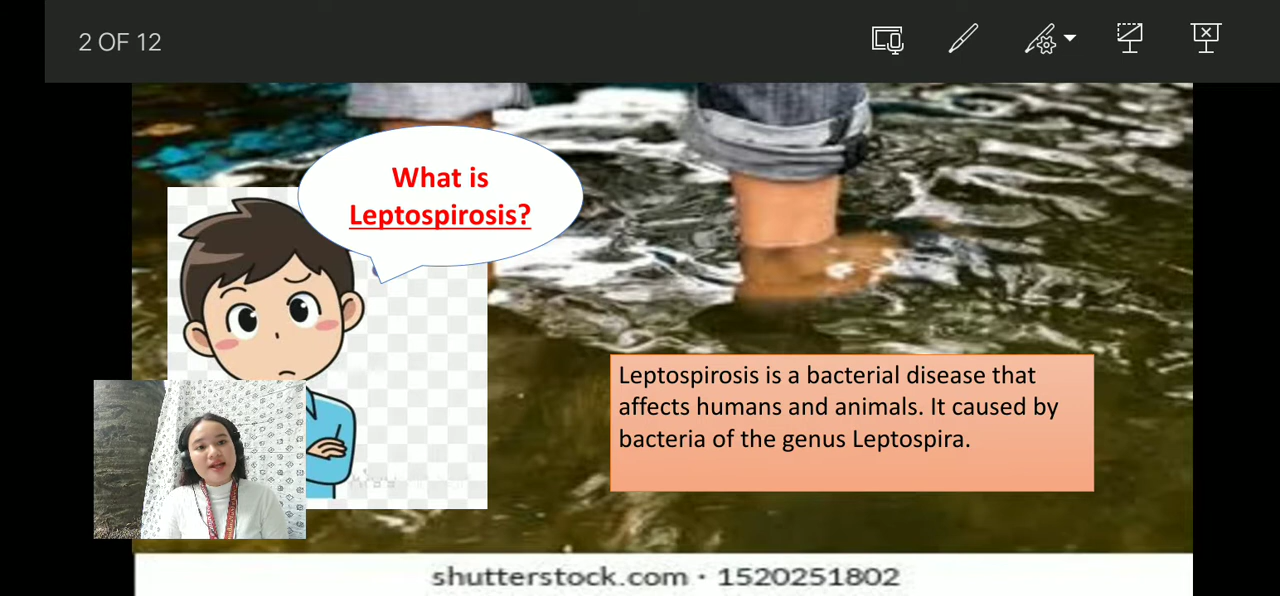 2 OF 12
What is
Leptospirosis?
Leptospirosis is a bacterial disease that
affects humans and animals. It caused by
bacteria of the genus Leptospira.
shutterstock.com · 1520251802